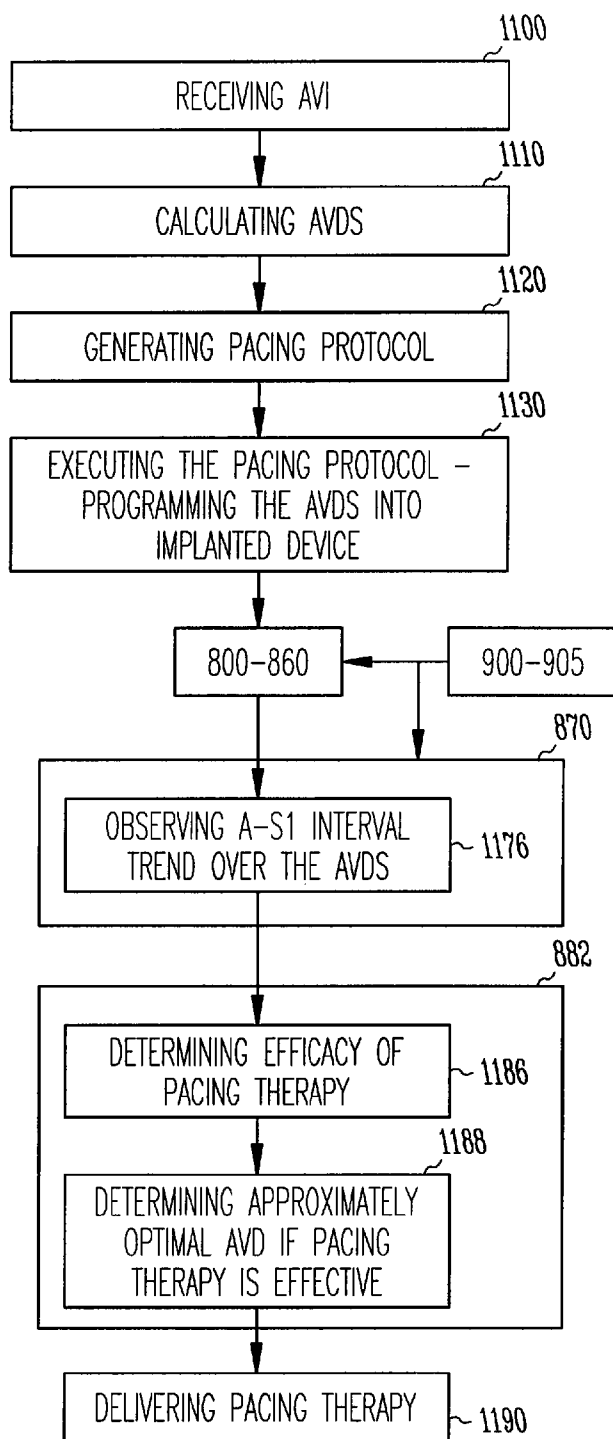 1100
RECEIVING AVI
1110
CALCULATING AVDS
1120
GENERATING PACING PROTOCOL
1130
EXECUTING THE PACING PROTOCOL –
PROGRAMMING THE AVDS INTO
IMPLANTED DEVICE
800–860
900–905
870
OBSERVING A–S1 INTERVAL
TREND OVER THE AVDS
1176
882
DETERMINING EFFICACY OF
PACING THERAPY
1186
1188
DETERMINING APPROXIMATELY
OPTIMAL AVD IF PACING
THERAPY IS EFFECTIVE
DELIVERING PACING THERAPY
1190